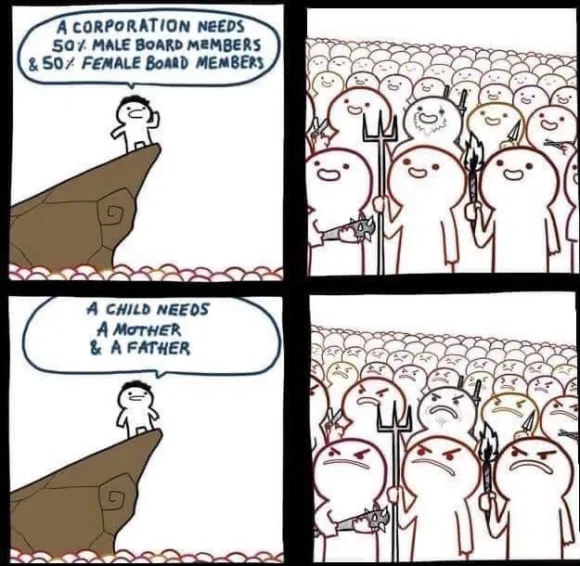 A CORPORATION NEEDS
50% MALE BOARD MEMBERS
& 50% FEMALE BOARD MEMBERS
A CHILD NEEDS
A MOTHER
& A FATHER